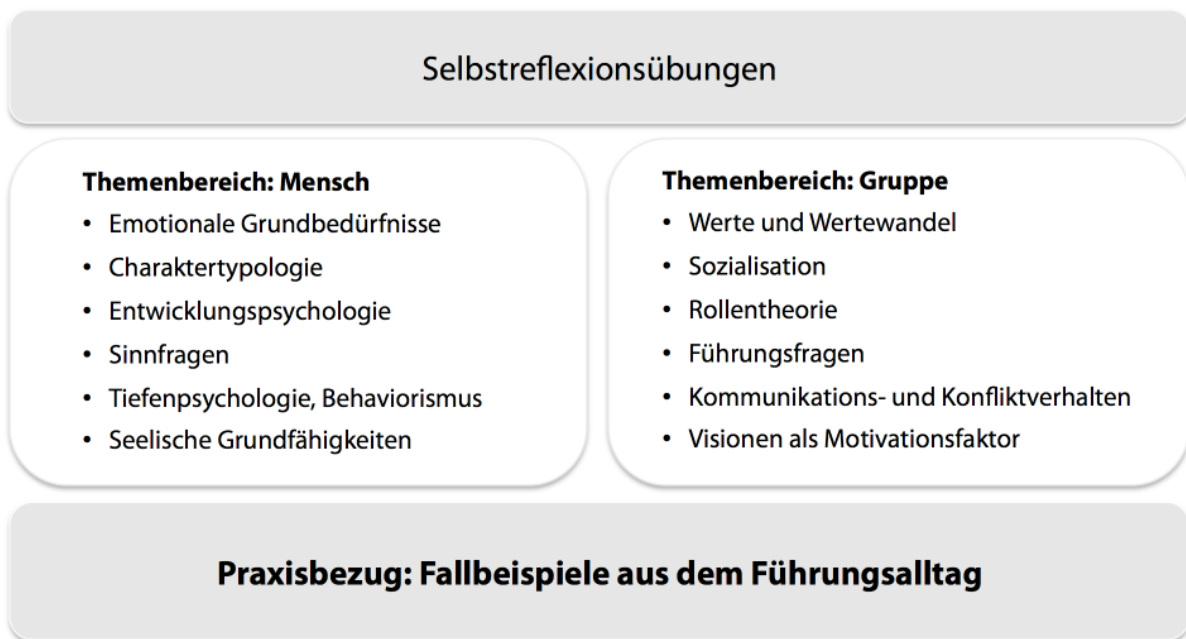 Selbstreflexionsübungen
Themenbereich: Mensch
• Emotionale Grundbedürfnisse
• Charaktertypologie
• Entwicklungspsychologie
• Sinnfragen
• Tiefenpsychologie, Behaviorismus
• Seelische Grundfähigkeiten
Themenbereich: Gruppe
• Werte und Wertewandel
• Sozialisation
• Rollentheorie
• Führungsfragen
• Kommunikations- und Konfliktverhalten
• Visionen als Motivationsfaktor
Praxisbezug: Fallbeispiele aus dem Führungsalltag